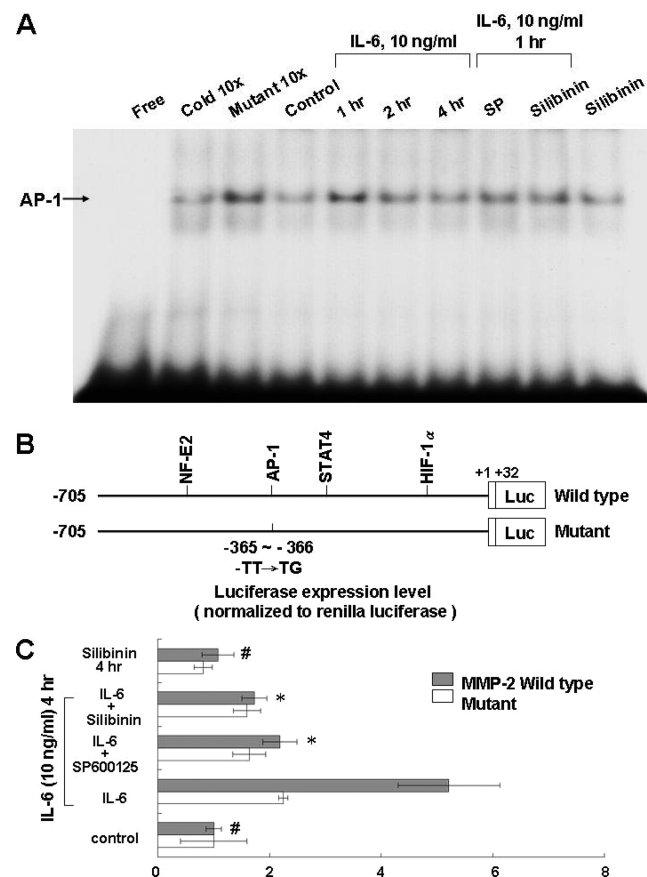 A
IL-6, 10 ng/ml
IL-6, 10 ng/ml
1 hr
Free
Cold 10x
Mutant 10x
Control
1 hr
2 hr
4 hr
SP
Silibinin
Silibinin
AP-1
B
NF-E2
AP-1
STAT4
HIF-1α
+1 +32
-705
Luc
Wild type
-705
Luc
Mutant
-365 ~ - 366
-TT→TG
Luciferase expression level
( normalized to renilla luciferase )
C
Silibinin
4 hr
#
MMP-2 Wild type
Mutant
IL-6 (10 ng/ml) 4 hr
IL-6
+
Silibinin
*
IL-6
+
SP600125
*
IL-6
control
#
0 2 4 6 8